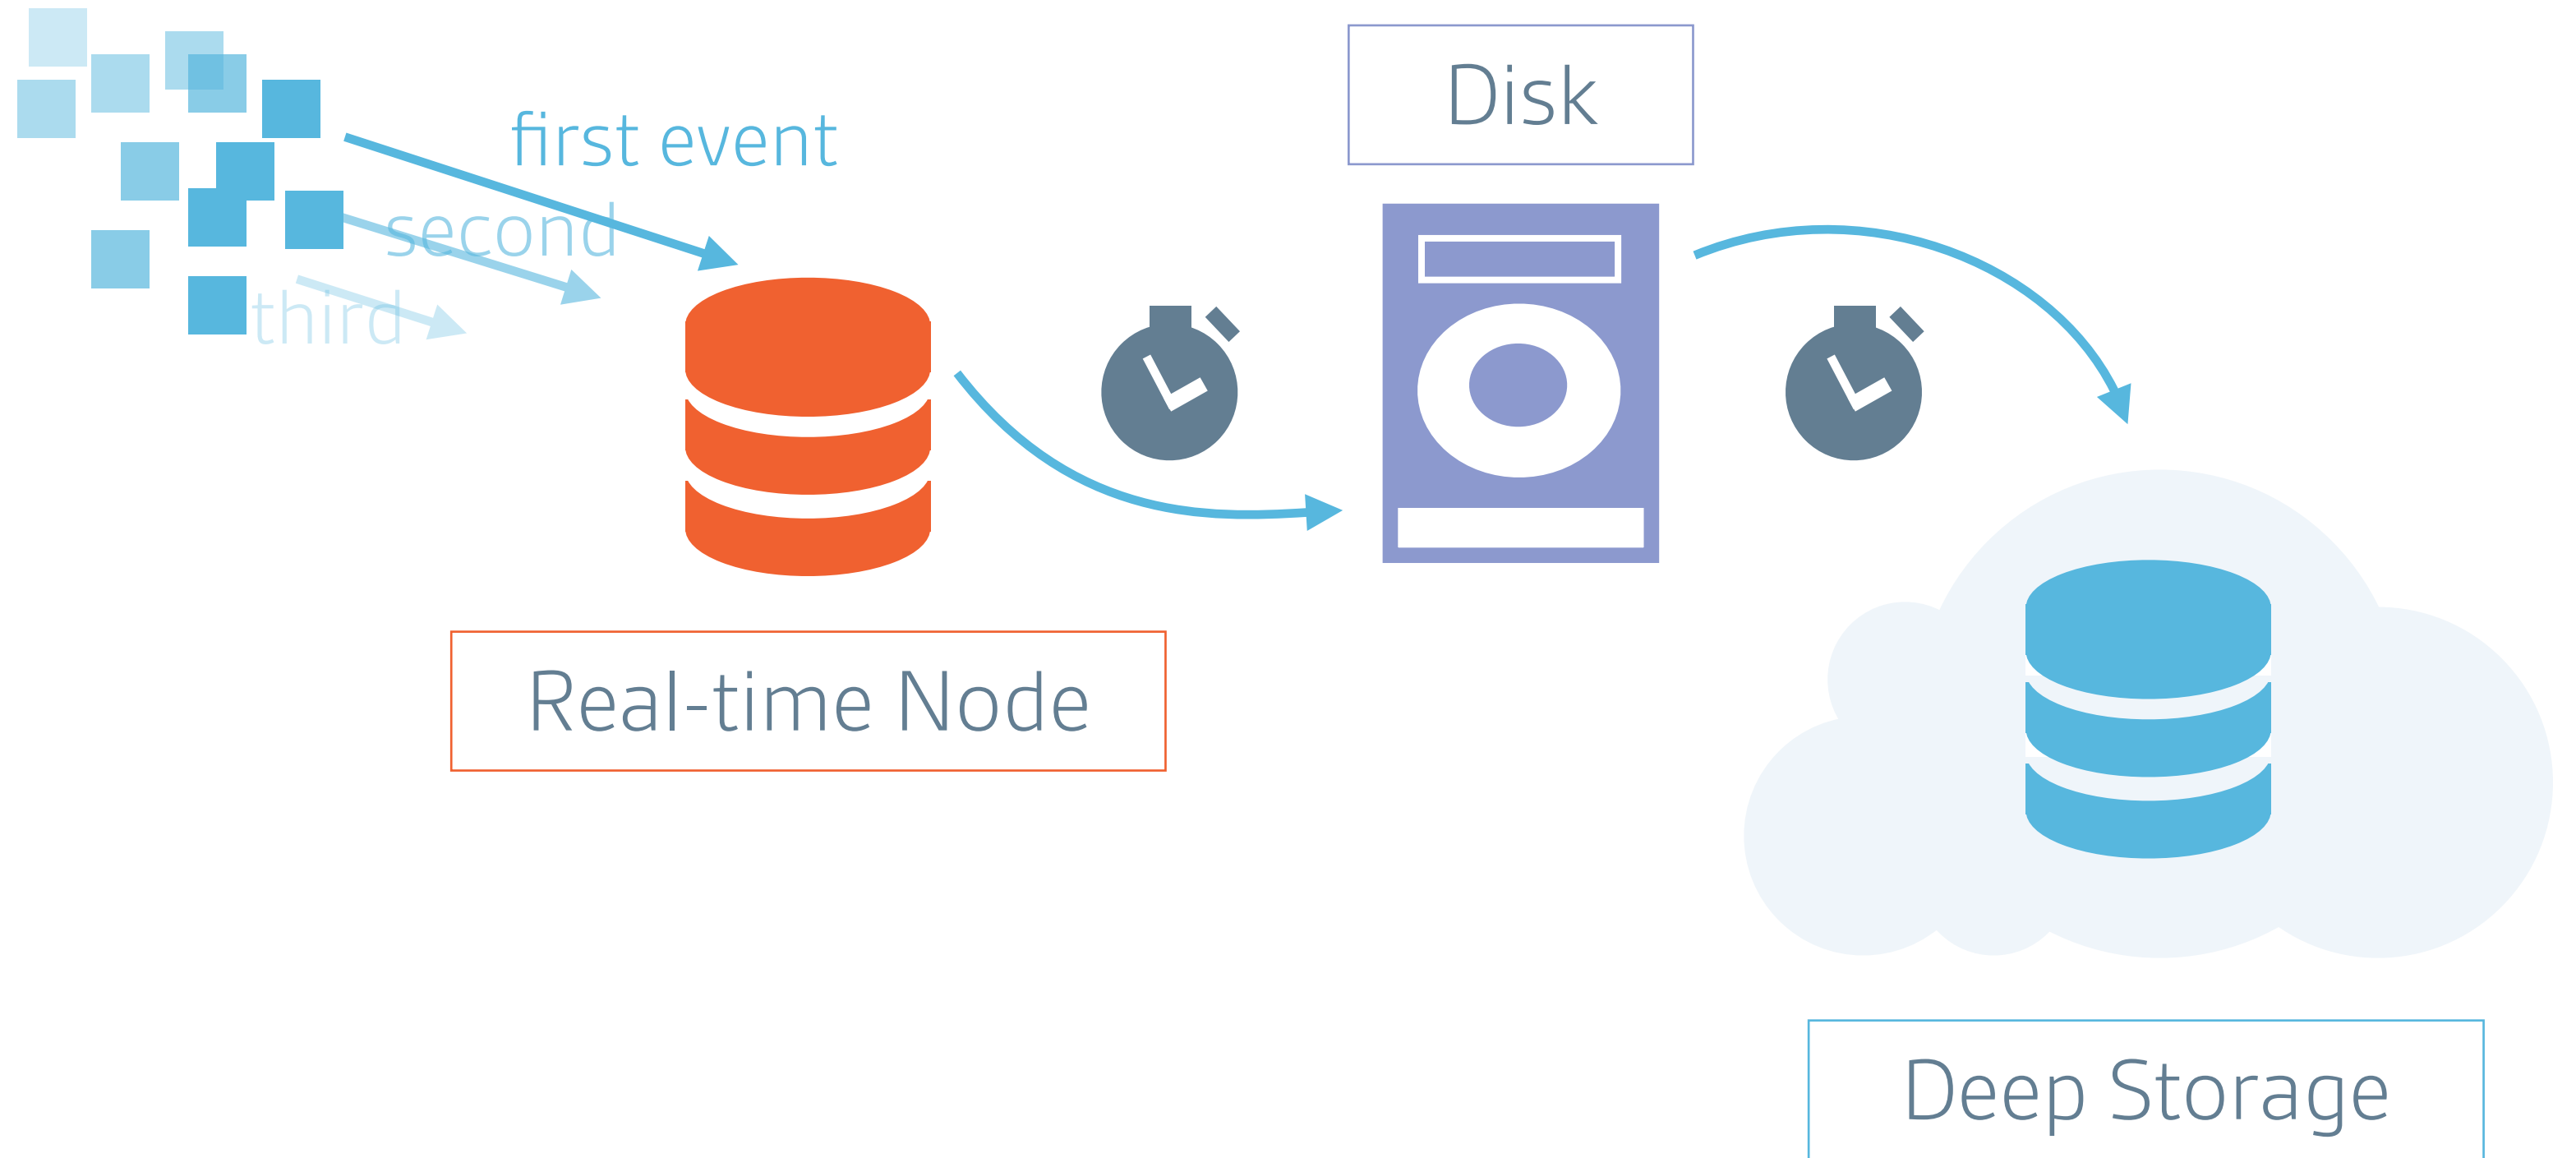 first event
second
third
Disk
Real-time Node
Deep Storage